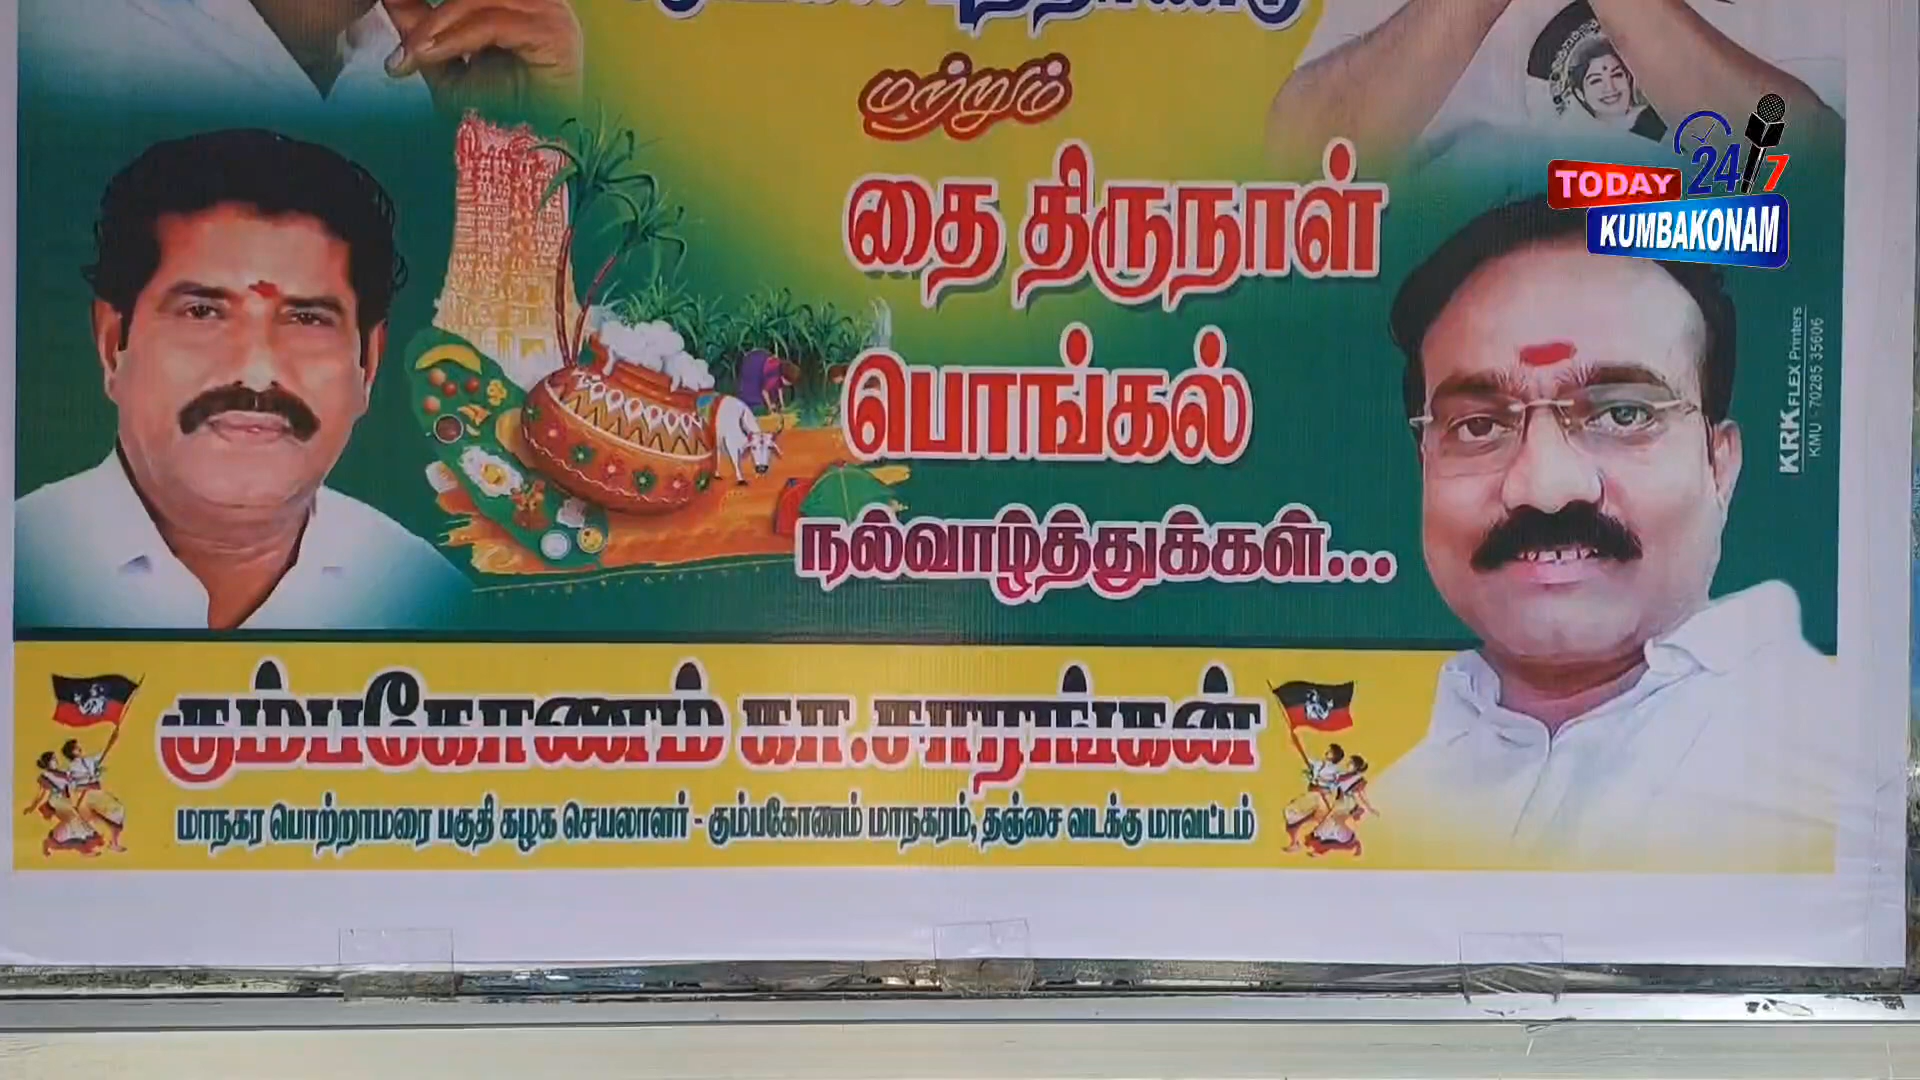 மற்றும்
தை திருநாள்
பொங்கல்
நல்வாழ்த்துக்கள்...
கும்பகோணம் கா.சாரங்கன்
மாநகர பொற்றாமரை பகுதி கழக செயலாளர் - கும்பகோணம் மாநகரம், தஞ்சை வடக்கு மாவட்டம்
TODAY 24/7
KUMBAKONAM
KRK FLEX Printers
KMU - 70285 35606